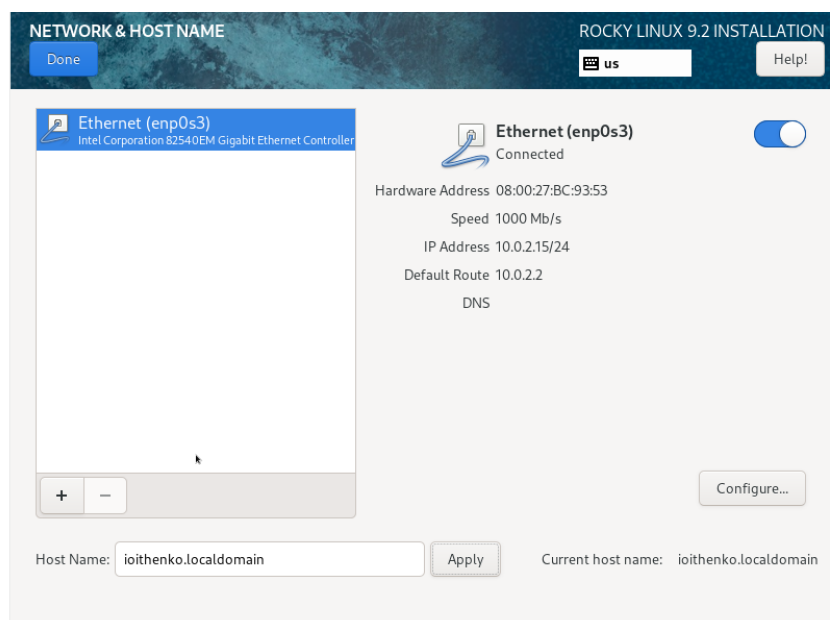 NETWORK & HOST NAME
ROCKY LINUX 9.2 INSTALLATION
Done
us
Help!
Ethernet (enp0s3)
Intel Corporation 82540EM Gigabit Ethernet Controller
Ethernet (enp0s3)
Connected
Hardware Address 08:00:27:BC:93:53
Speed 1000 Mb/s
IP Address 10.0.2.15/24
Default Route 10.0.2.2
DNS
+ −
Configure...
Host Name: ioithenko.localdomain Apply Current host name: ioithenko.localdomain